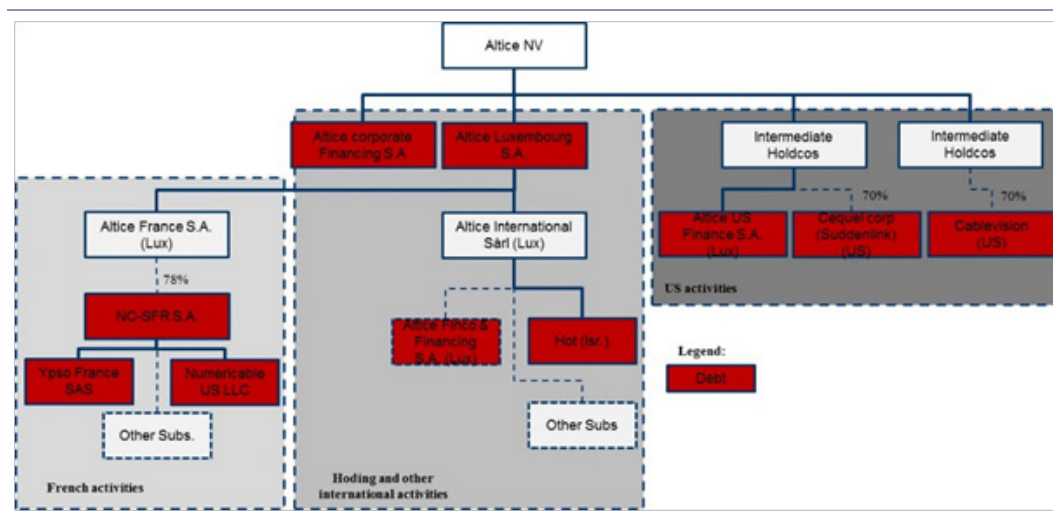 Altice NV
Altice corporate
Financing S.A
Altice Luxembourg
S.A.
Intermediate
Holdcos
Intermediate
Holdcos
70%
70%
Altice France S.A.
(Lux)
Altice International
Sàrl (Lux)
Altice US
Finance S.A.
(Lux)
Cequel corp
(Suddenlink)
(US)
Cablevision
(US)
US activities
78%
NC-SFR S.A.
Altice Finco &
Financing
S.A. (Lux)
Hot (Isr.)
Legend:
Debt
Ypso France
SAS
Numericable
US LLC
Other Subs.
Other Subs
French activities
Hoding and other
international activities